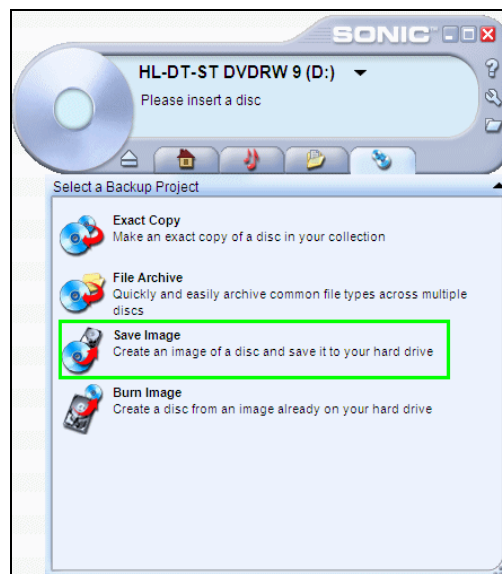 SONIC
HL-DT-ST DVDRW 9 (D:)
Please insert a disc
Select a Backup Project
Exact Copy
Make an exact copy of a disc in your collection
File Archive
Quickly and easily archive common file types across multiple
discs
Save Image
Create an image of a disc and save it to your hard drive
Burn Image
Create a disc from an image already on your hard drive